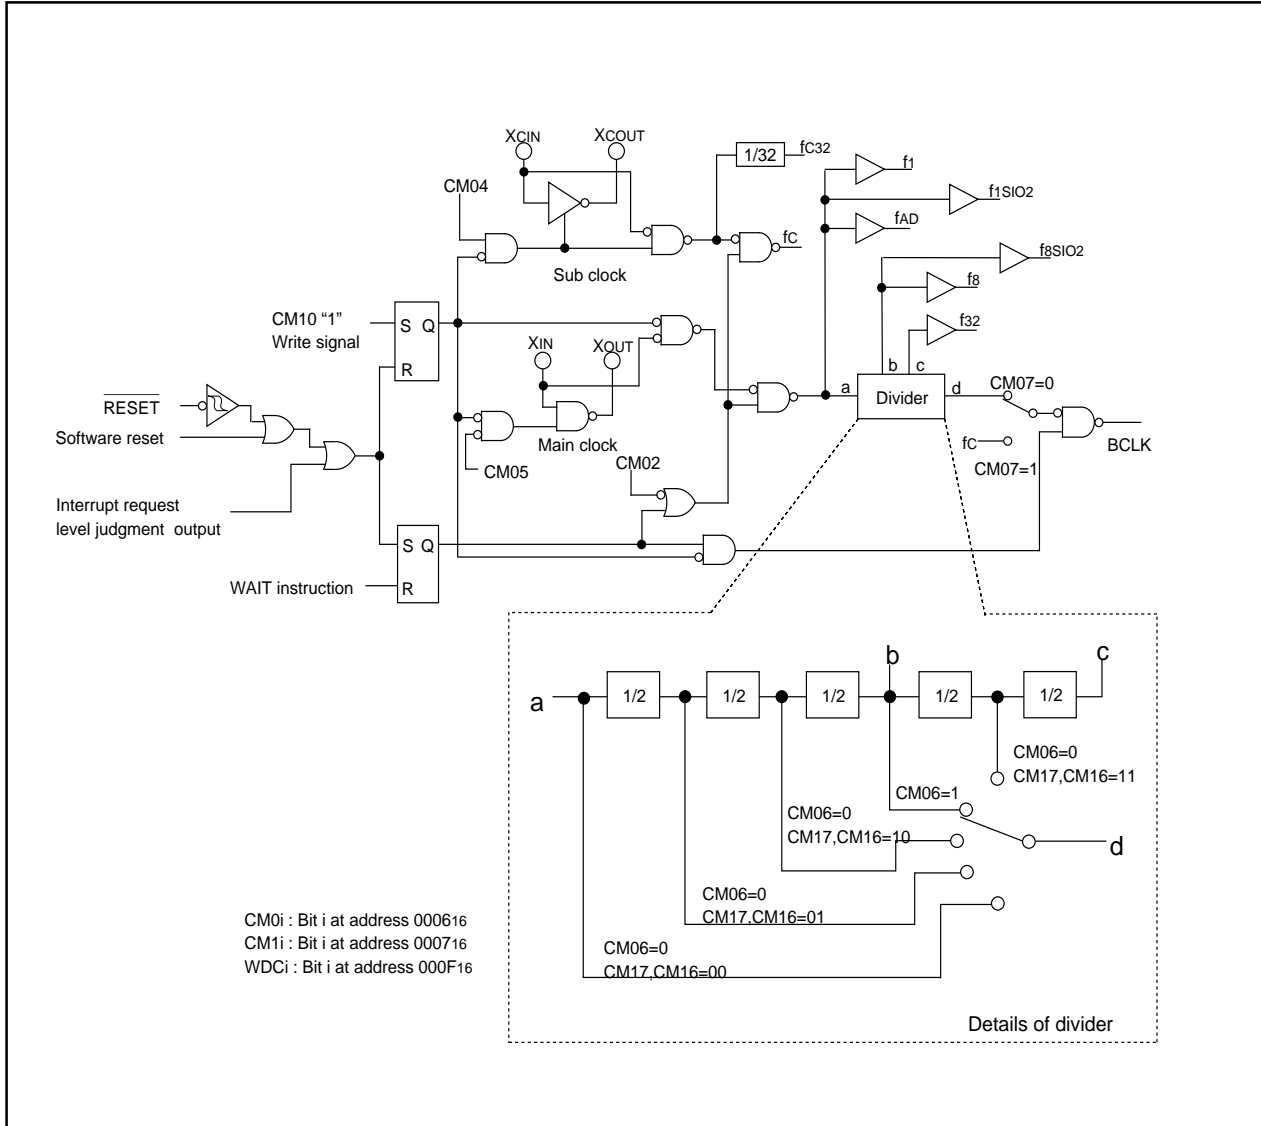 XCIN
XCOUT
1/32
fC32
f1
f1SIO2
fAD
CM04
fC
f8SIO2
Sub clock
f8
CM10 “1”
Write signal
S Q
R
f32
XIN
XOUT
b c
a
Divider
d
CM07=0
RESET
Software reset
Main clock
CM05
CM02
fC
CM07=1
BCLK
Interrupt request
level judgment output
S Q
R
WAIT instruction
b
c
a
1/2
1/2
1/2
1/2
1/2
CM06=0
CM17,CM16=11
CM06=1
CM06=0
CM17,CM16=10
d
CM06=0
CM17,CM16=01
CM06=0
CM17,CM16=00
CM0i : Bit i at address 000616
CM1i : Bit i at address 000716
WDCi : Bit i at address 000F16
Details of divider